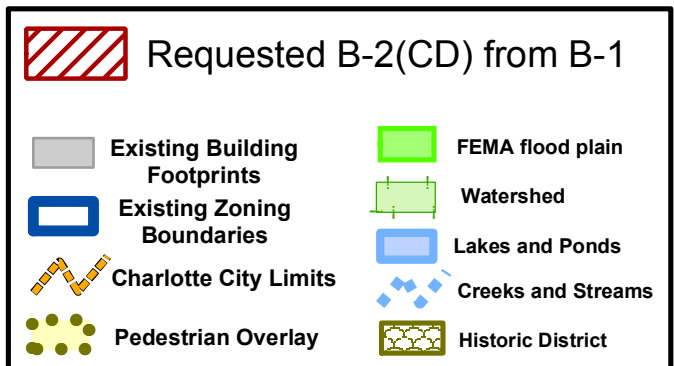 Requested B-2(CD) from B-1
Existing Building
Footprints
Existing Zoning
Boundaries
Charlotte City Limits
Pedestrian Overlay
FEMA flood plain
Watershed
Lakes and Ponds
Creeks and Streams
Historic District